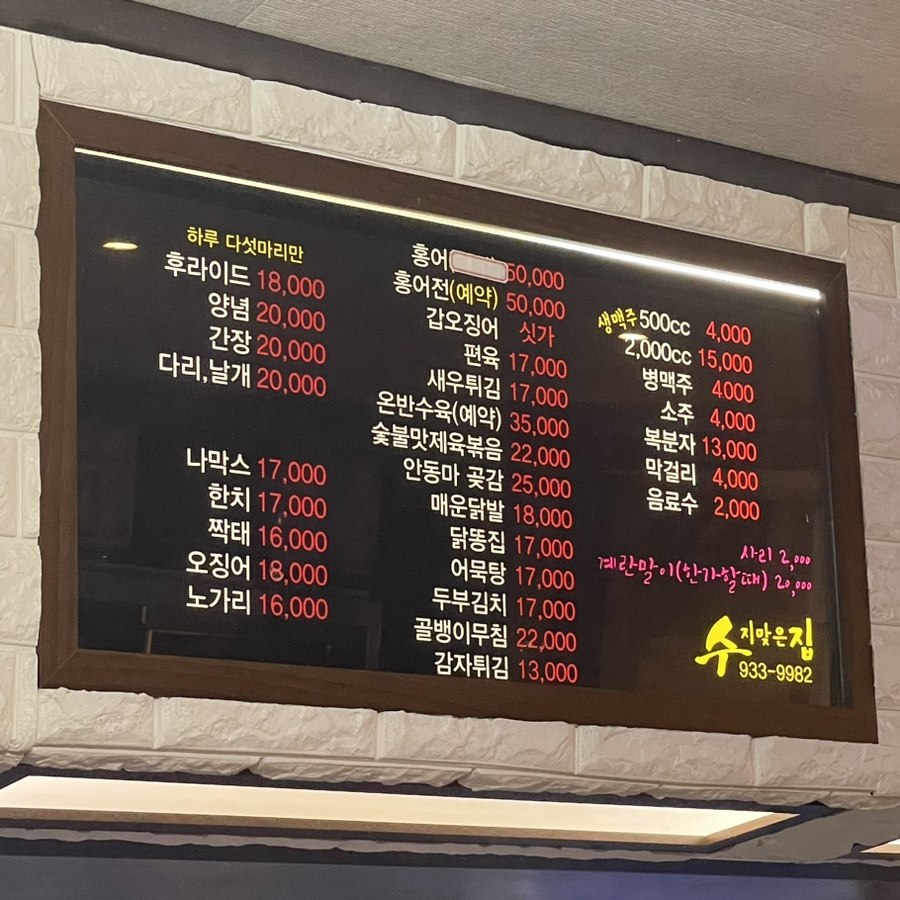 하루 다섯마리만
후라이드 18,000
양념 20,000
간장 20,000
다리,날개 20,000
나막스 17,000
한치 17,000
짝태 16,000
오징어 18,000
노가리 16,000
홍어( 50,000
홍어전(예약) 50,000
갑오징어 싯가
편육 17,000
새우튀김 17,000
온반수육(예약) 35,000
숯불맛제육볶음 22,000
안동마 곶감 25,000
매운닭발 18,000
닭똥집 17,000
어묵탕 17,000
두부김치 17,000
골뱅이무침 22,000
감자튀김 13,000
생맥주 500cc 4,000
2,000cc 15,000
병맥주 4000
소주 4,000
복분자 13,000
막걸리 4,000
음료수 2,000
사리 2,000
계란말이(한가할때) 20,000
수지맞은집
933-9982